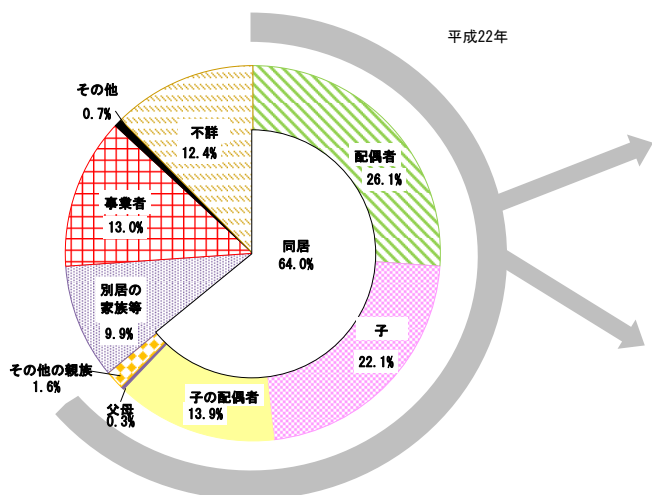 平成22年
配偶者
26.1%
子
22.1%
子の配偶者
13.9%
父母
0.3%
その他の親族
1.6%
別居の
家族等
9.9%
事業者
13.0%
その他
0.7%
不詳
12.4%
同居
64.0%